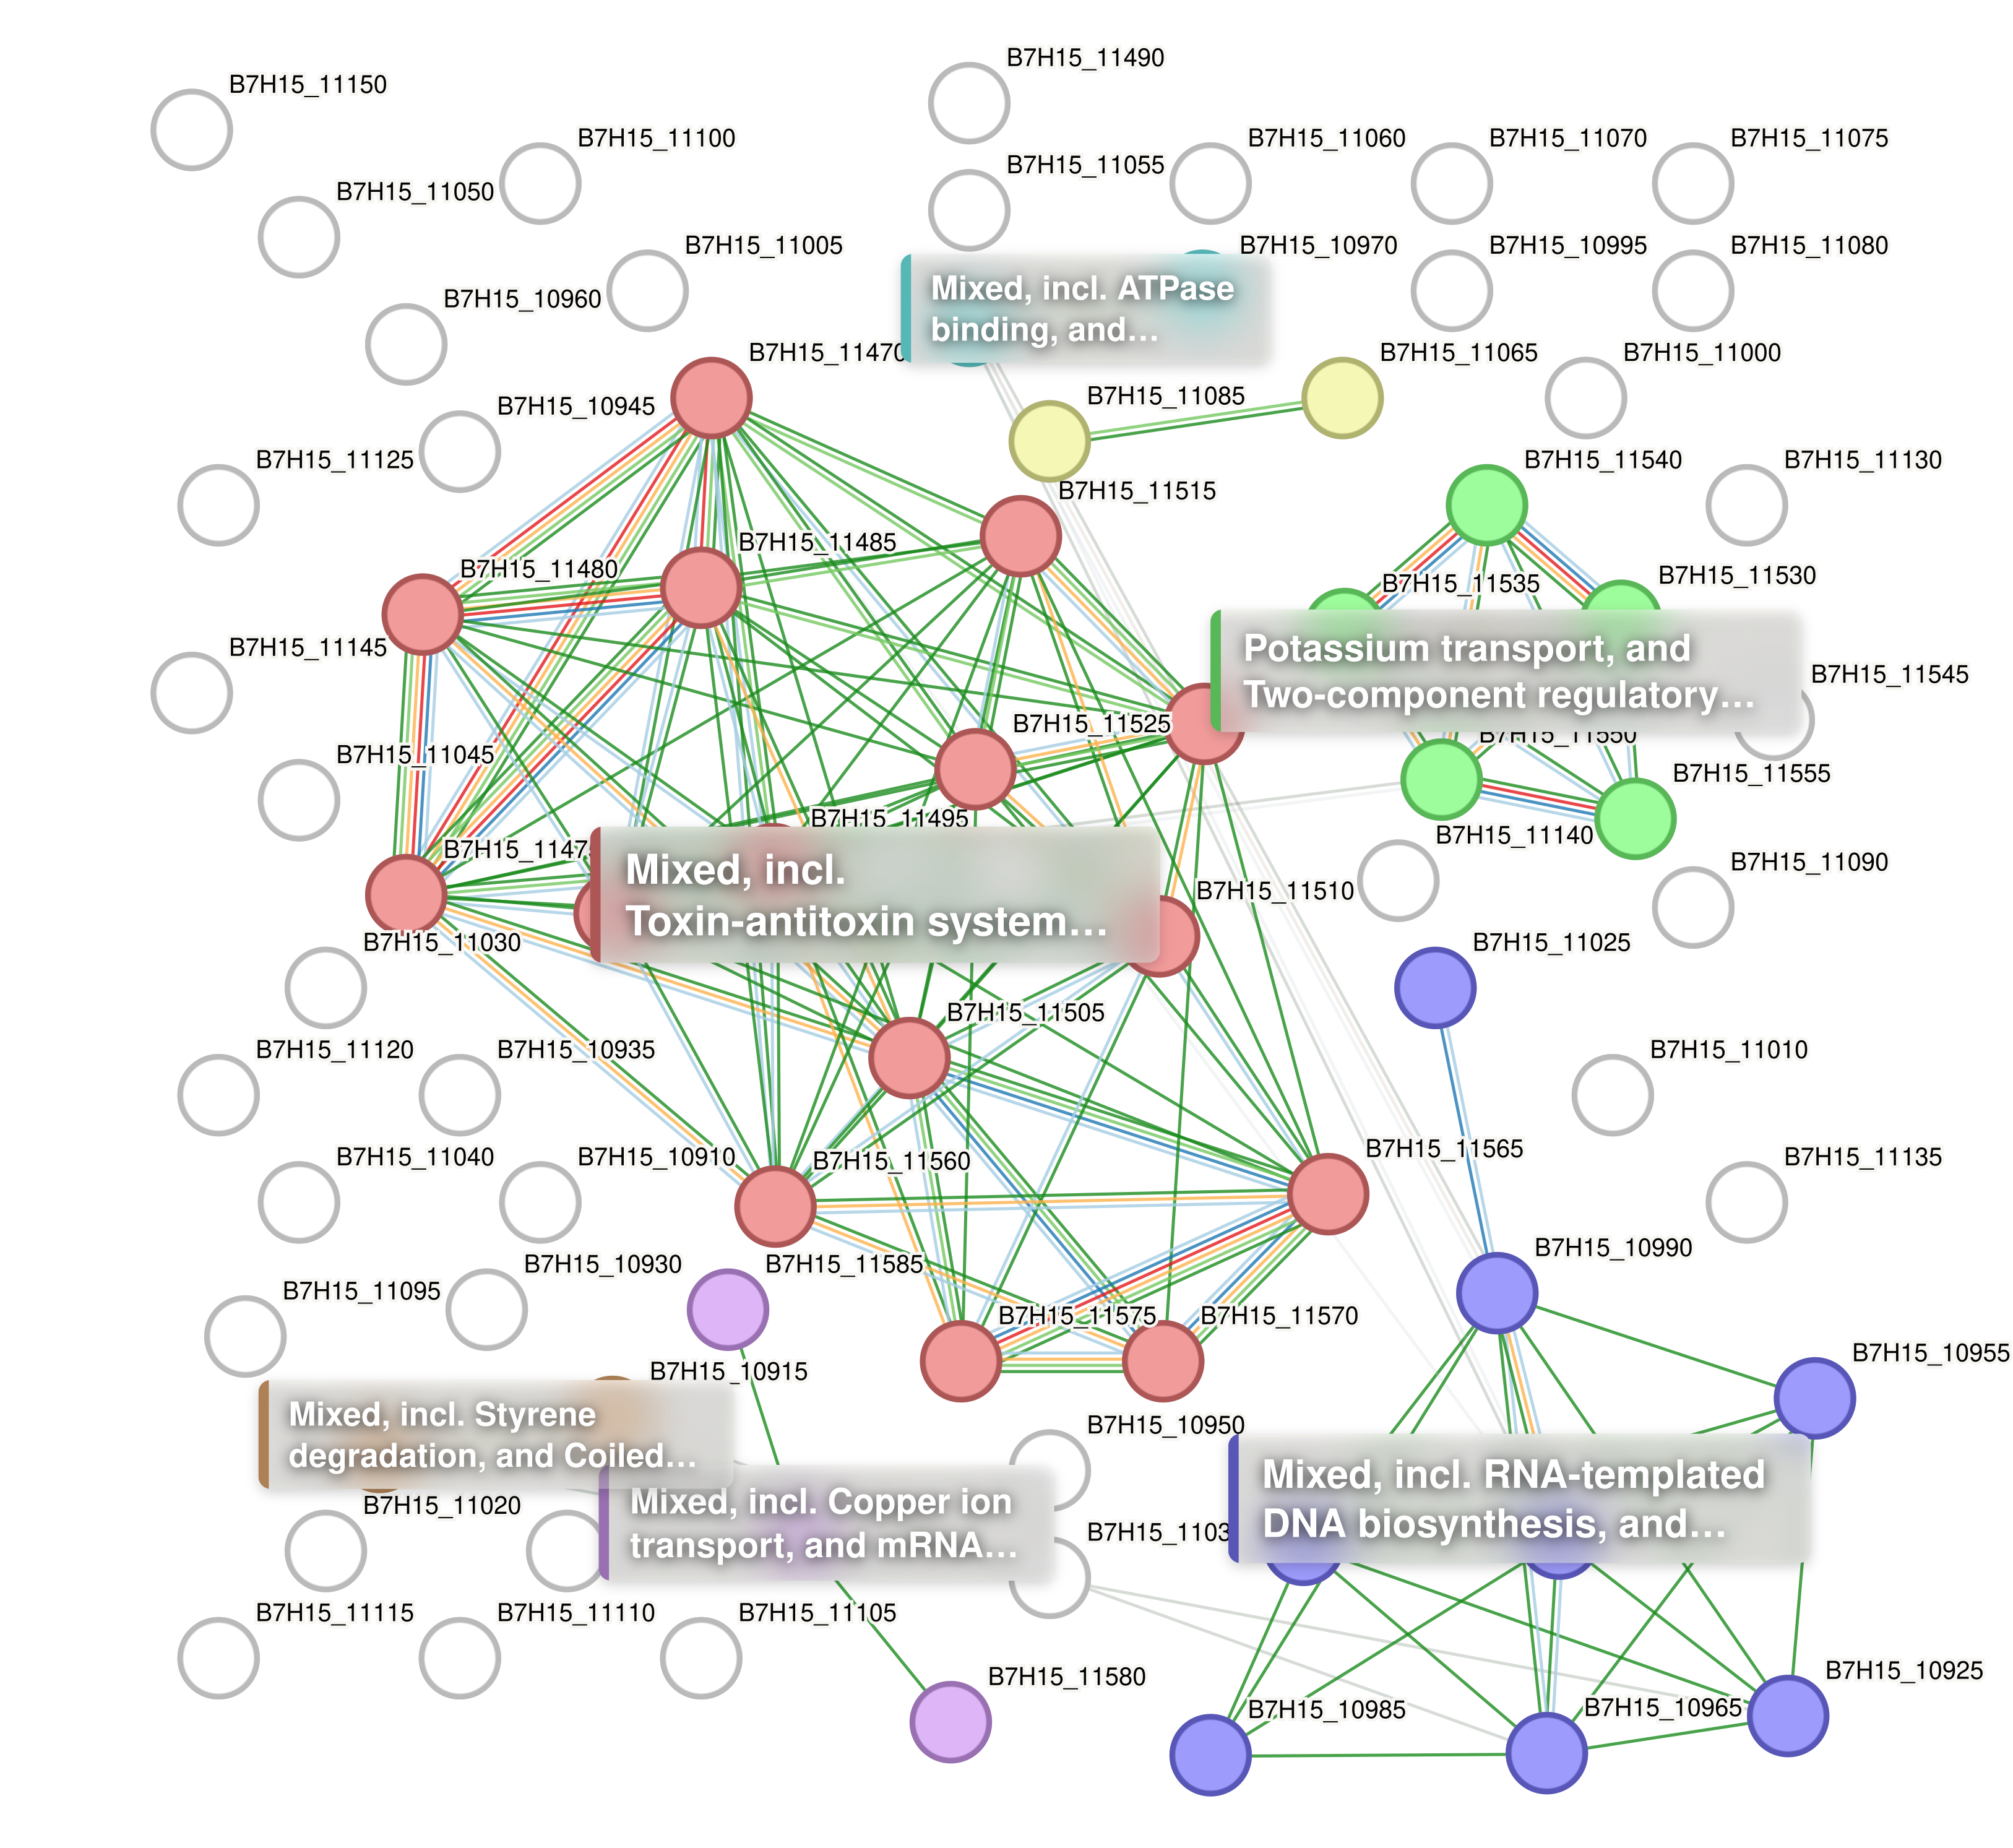 B7H15_11490
B7H15_11150
B7H15_11100
B7H15_11060
B7H15_11070
B7H15_11075
B7H15_11055
B7H15_11050
B7H15_11005
B7H15_10970
B7H15_10995
B7H15_11080
Mixed, incl. ATPase
binding, and...
B7H15_10960
B7H15_11470
B7H15_11065
B7H15_11000
B7H15_11085
B7H15_10945
B7H15_11125
B7H15_11540
B7H15_11130
B7H15_11515
B7H15_11485
B7H15_11480
B7H15_11535
B7H15_11530
B7H15_11145
Potassium transport, and
Two-component regulatory...
B7H15_11545
B7H15_11525
B7H15_11550
B7H15_11045
B7H15_11555
B7H15_11495
B7H15_11140
B7H15_11475
B7H15_11090
Mixed, incl.
Toxin-antitoxin system...
B7H15_11510
B7H15_11030
B7H15_11025
B7H15_11505
B7H15_11120
B7H15_10935
B7H15_11010
B7H15_11040
B7H15_10910
B7H15_11560
B7H15_11565
B7H15_11135
B7H15_10990
B7H15_11095
B7H15_10930
B7H15_11585
B7H15_11575
B7H15_11570
B7H15_10955
B7H15_10915
Mixed, incl. Styrene
degradation, and Coiled...
B7H15_10950
Mixed, incl. RNA-templated
DNA biosynthesis, and...
B7H15_11020
Mixed, incl. Copper ion
transport, and mRNA...
B7H15_1103
B7H15_11115
B7H15_11110
B7H15_11105
B7H15_11580
B7H15_10985
B7H15_10965
B7H15_10925